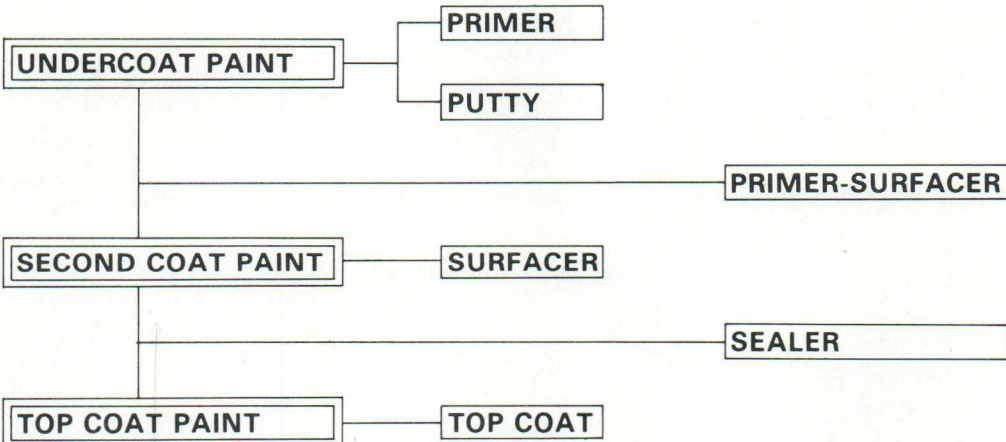 PRIMER
UNDERCOAT PAINT
PUTTY
PRIMER-SURFACER
SECOND COAT PAINT
SURFACER
SEALER
TOP COAT PAINT
TOP COAT